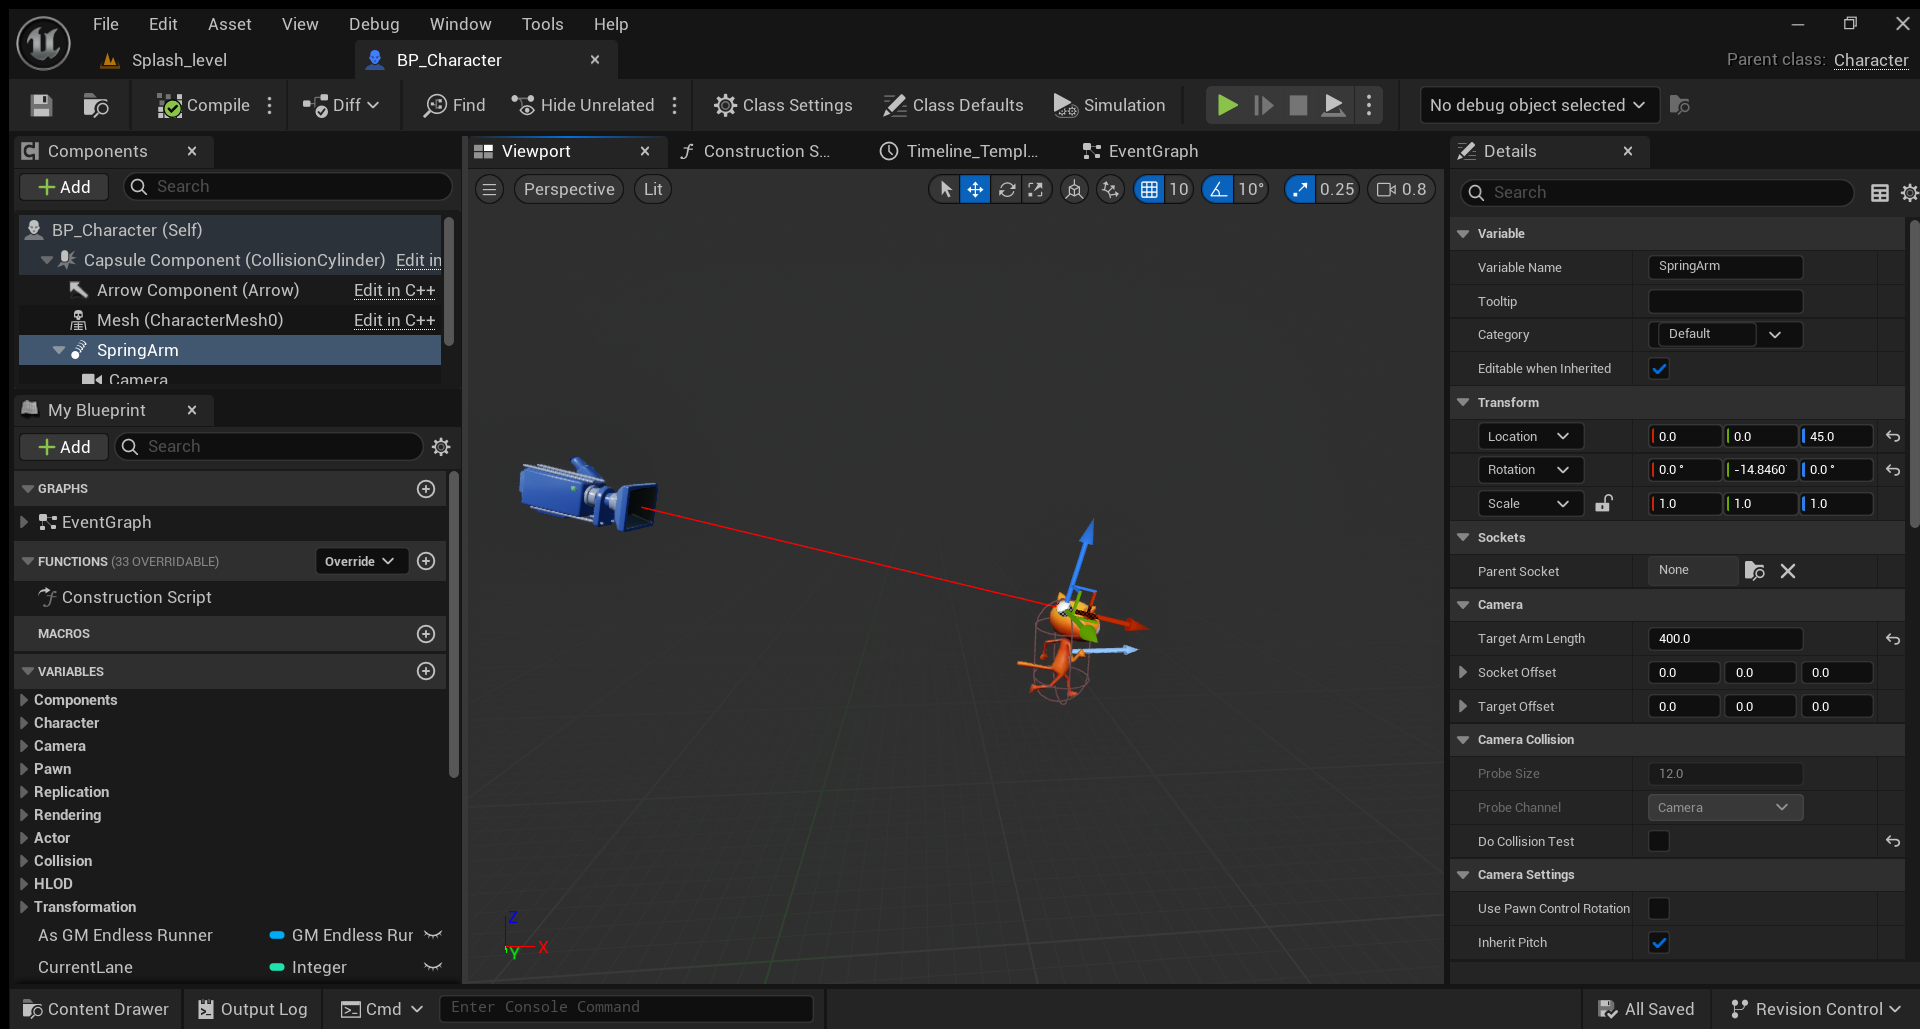 File Edit Asset View Debug Window Tools Help
Splash_level
BP_Character
Parent class: Character
Compile
Diff
Find
Hide Unrelated
Class Settings
Class Defaults
Simulation
No debug object selected
Components
Add
Search
BP_Character (Self)
Capsule Component (CollisionCylinder) Edit in
Arrow Component (Arrow) Edit in C++
Mesh (CharacterMesh0) Edit in C++
SpringArm
Camera
My Blueprint
Add
Search
GRAPHS
EventGraph
FUNCTIONS (33 OVERRIDABLE) Override
Construction Script
MACROS
VARIABLES
Components
Character
Camera
Pawn
Replication
Rendering
Actor
Collision
HLOD
Transformation
As GM Endless Runner GM Endless Rur
CurrentLane Integer
Viewport
Construction S...
Timeline_Templ...
EventGraph
Perspective Lit
10 10° 0.25 0.8
Z
X
Y
Details
Search
Variable
Variable Name SpringArm
Tooltip
Category Default
Editable when Inherited
Transform
Location 0.0 0.0 45.0
Rotation 0.0 ° -14.8460 0.0 °
Scale 1.0 1.0 1.0
Sockets
Parent Socket None
Camera
Target Arm Length 400.0
Socket Offset 0.0 0.0 0.0
Target Offset 0.0 0.0 0.0
Camera Collision
Probe Size 12.0
Probe Channel Camera
Do Collision Test
Camera Settings
Use Pawn Control Rotation
Inherit Pitch
Content Drawer
Output Log
Cmd
Enter Console Command
All Saved
Revision Control